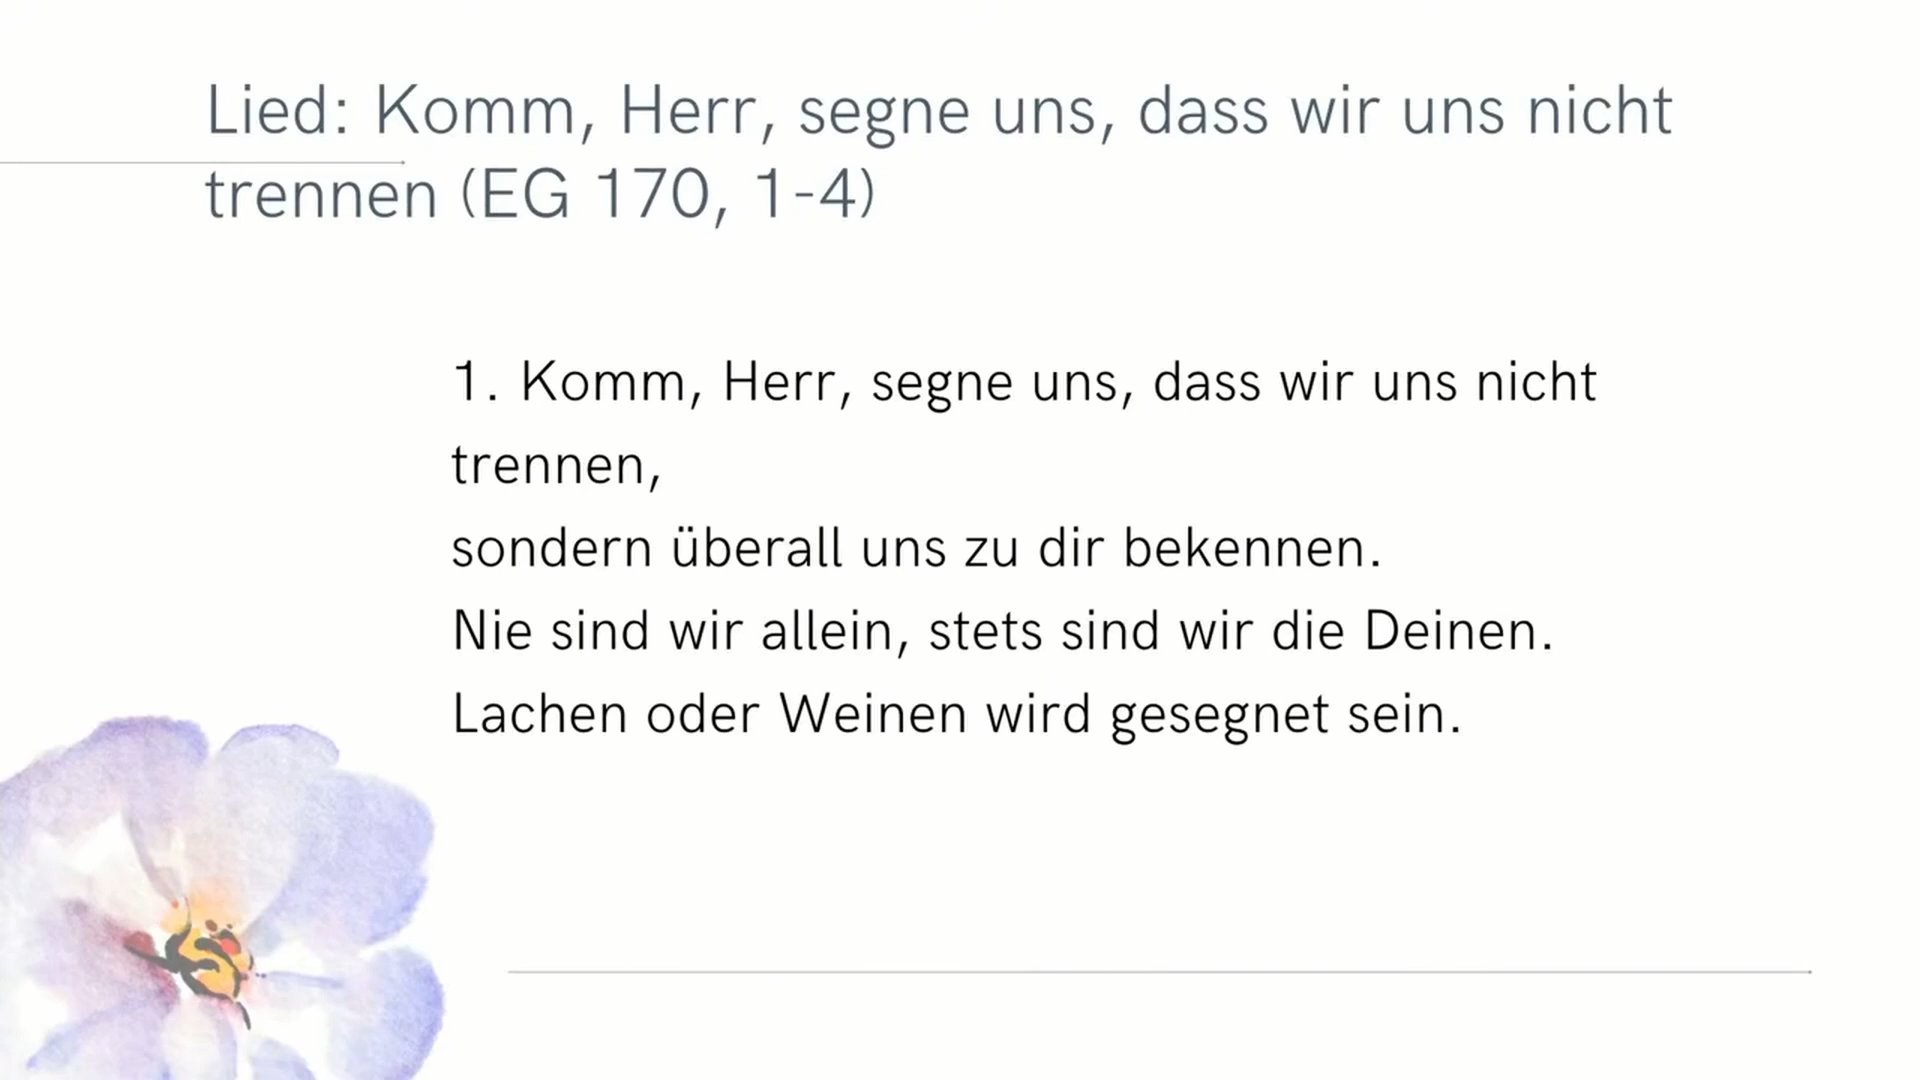 Lied: Komm, Herr, segne uns, dass wir uns nicht
trennen (EG 170, 1-4)
1. Komm, Herr, segne uns, dass wir uns nicht
trennen,
sondern überall uns zu dir bekennen.
Nie sind wir allein, stets sind wir die Deinen.
Lachen oder Weinen wird gesegnet sein.